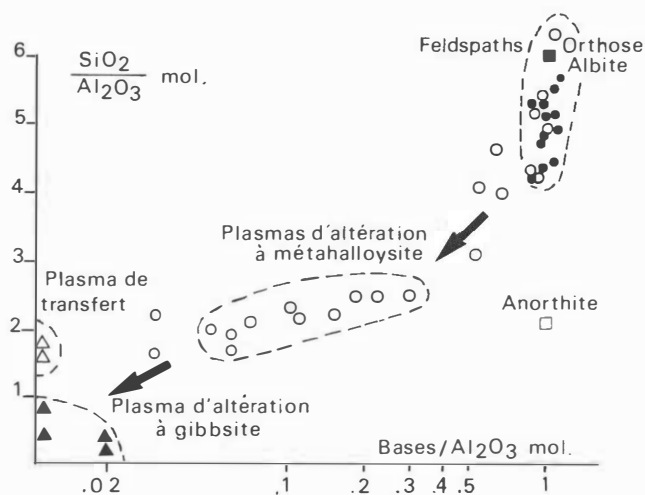 6
5
4
3
2
1
SiO2
Al2O3
mol.
Feldspaths
Orthose
Albite
Plasmas d'altération
à métahalloysite
Plasma de
transfert
Anorthite
Plasma d'altération
à gibbsite
Bases/Al2O3 mol.
.02
.1
.2
.3
.4
.5
1